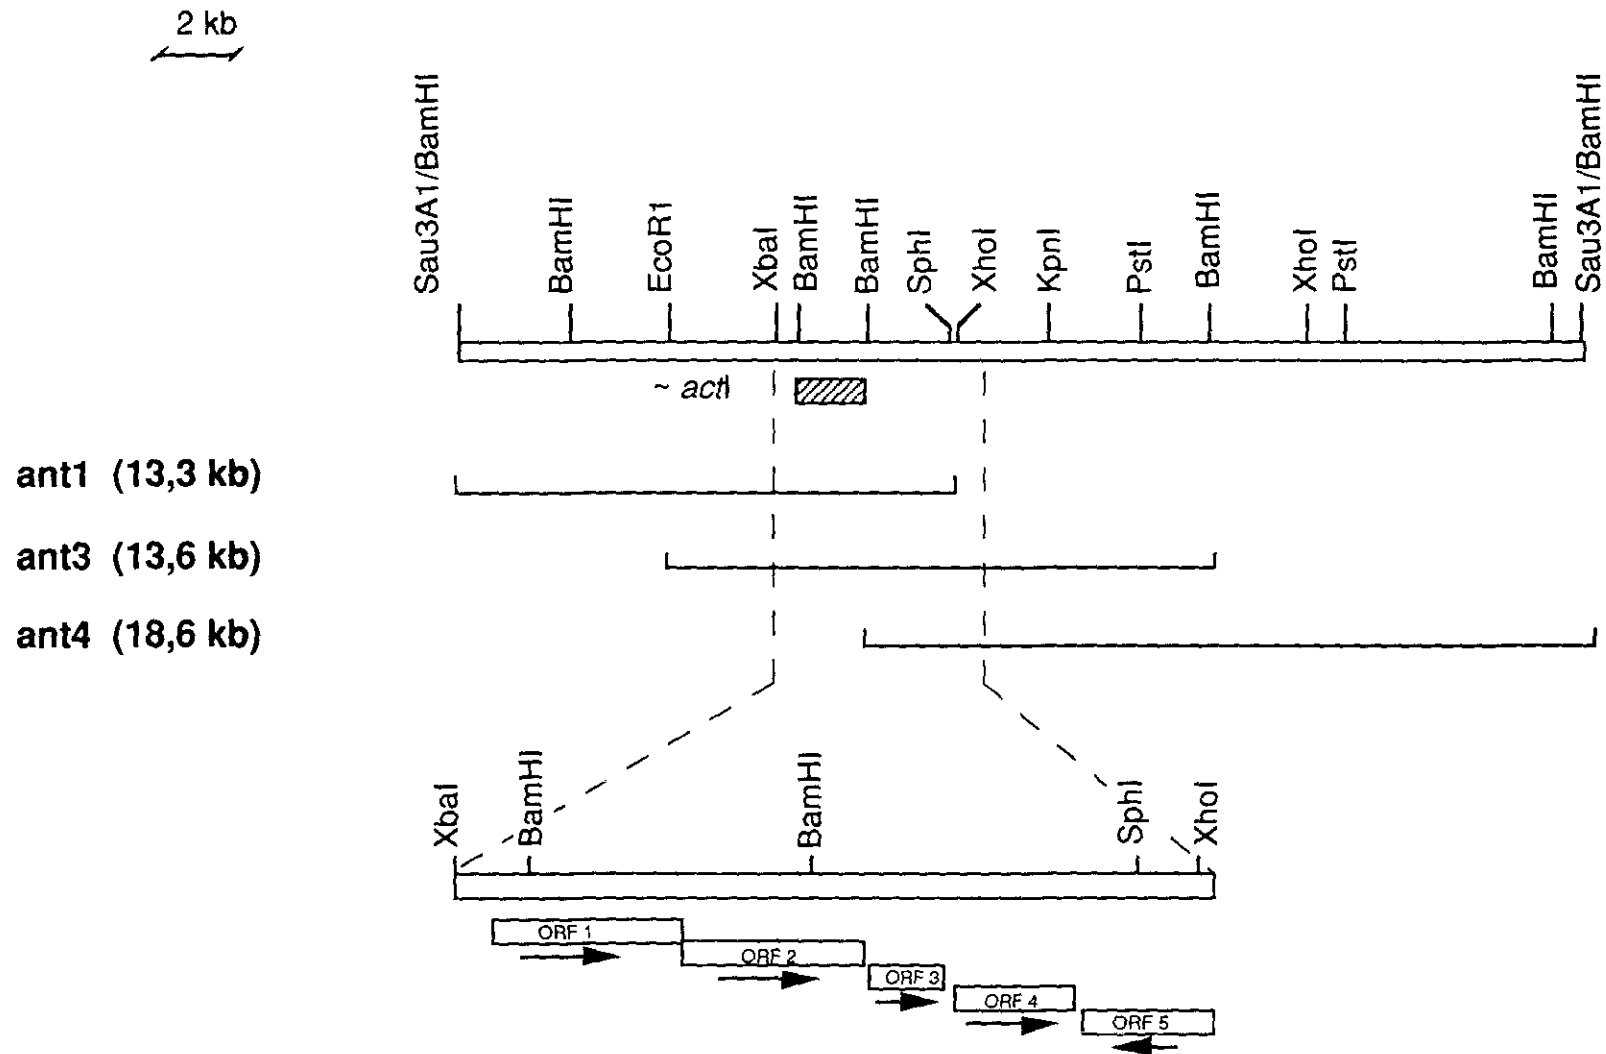 2 kb
Sau3A1/BamHI
BamHI
EcoR1
XbaI
BamHI
BamHI
SphI
XhoI
KpnI
PstI
BamHI
XhoI
PstI
BamHI
Sau3A1/BamHI
~ actI
ant1 (13,3 kb)
ant3 (13,6 kb)
ant4 (18,6 kb)
XbaI
BamHI
BamHI
SphI
XhoI
ORF 1
ORF 2
ORF 3
ORF 4
ORF 5